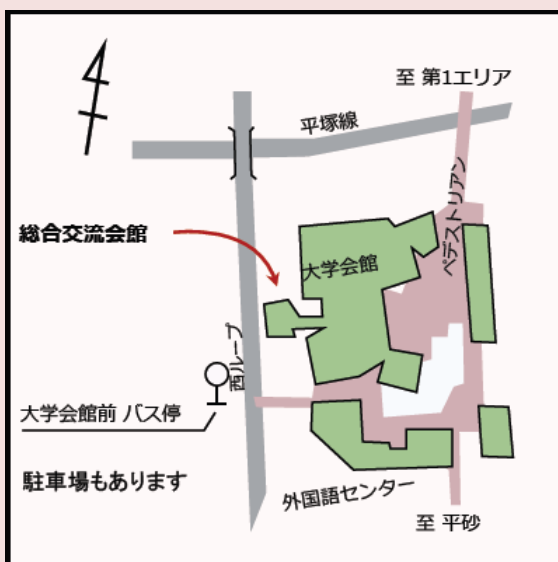 至 第1エリア
平塚線
ペデストリアン
総合交流会館
大学会館
西ループ
大学会館前 バス停
駐車場もあります
外国語センター
至 平砂